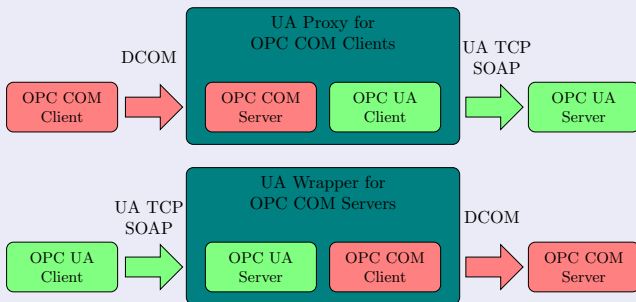 UA Proxy for
OPC COM Clients
DCOM
UA TCP
SOAP
OPC COM
Client
OPC COM
Server
OPC UA
Client
OPC UA
Server
UA Wrapper for
OPC COM Servers
UA TCP
SOAP
DCOM
OPC UA
Client
OPC UA
Server
OPC COM
Client
OPC COM
Server